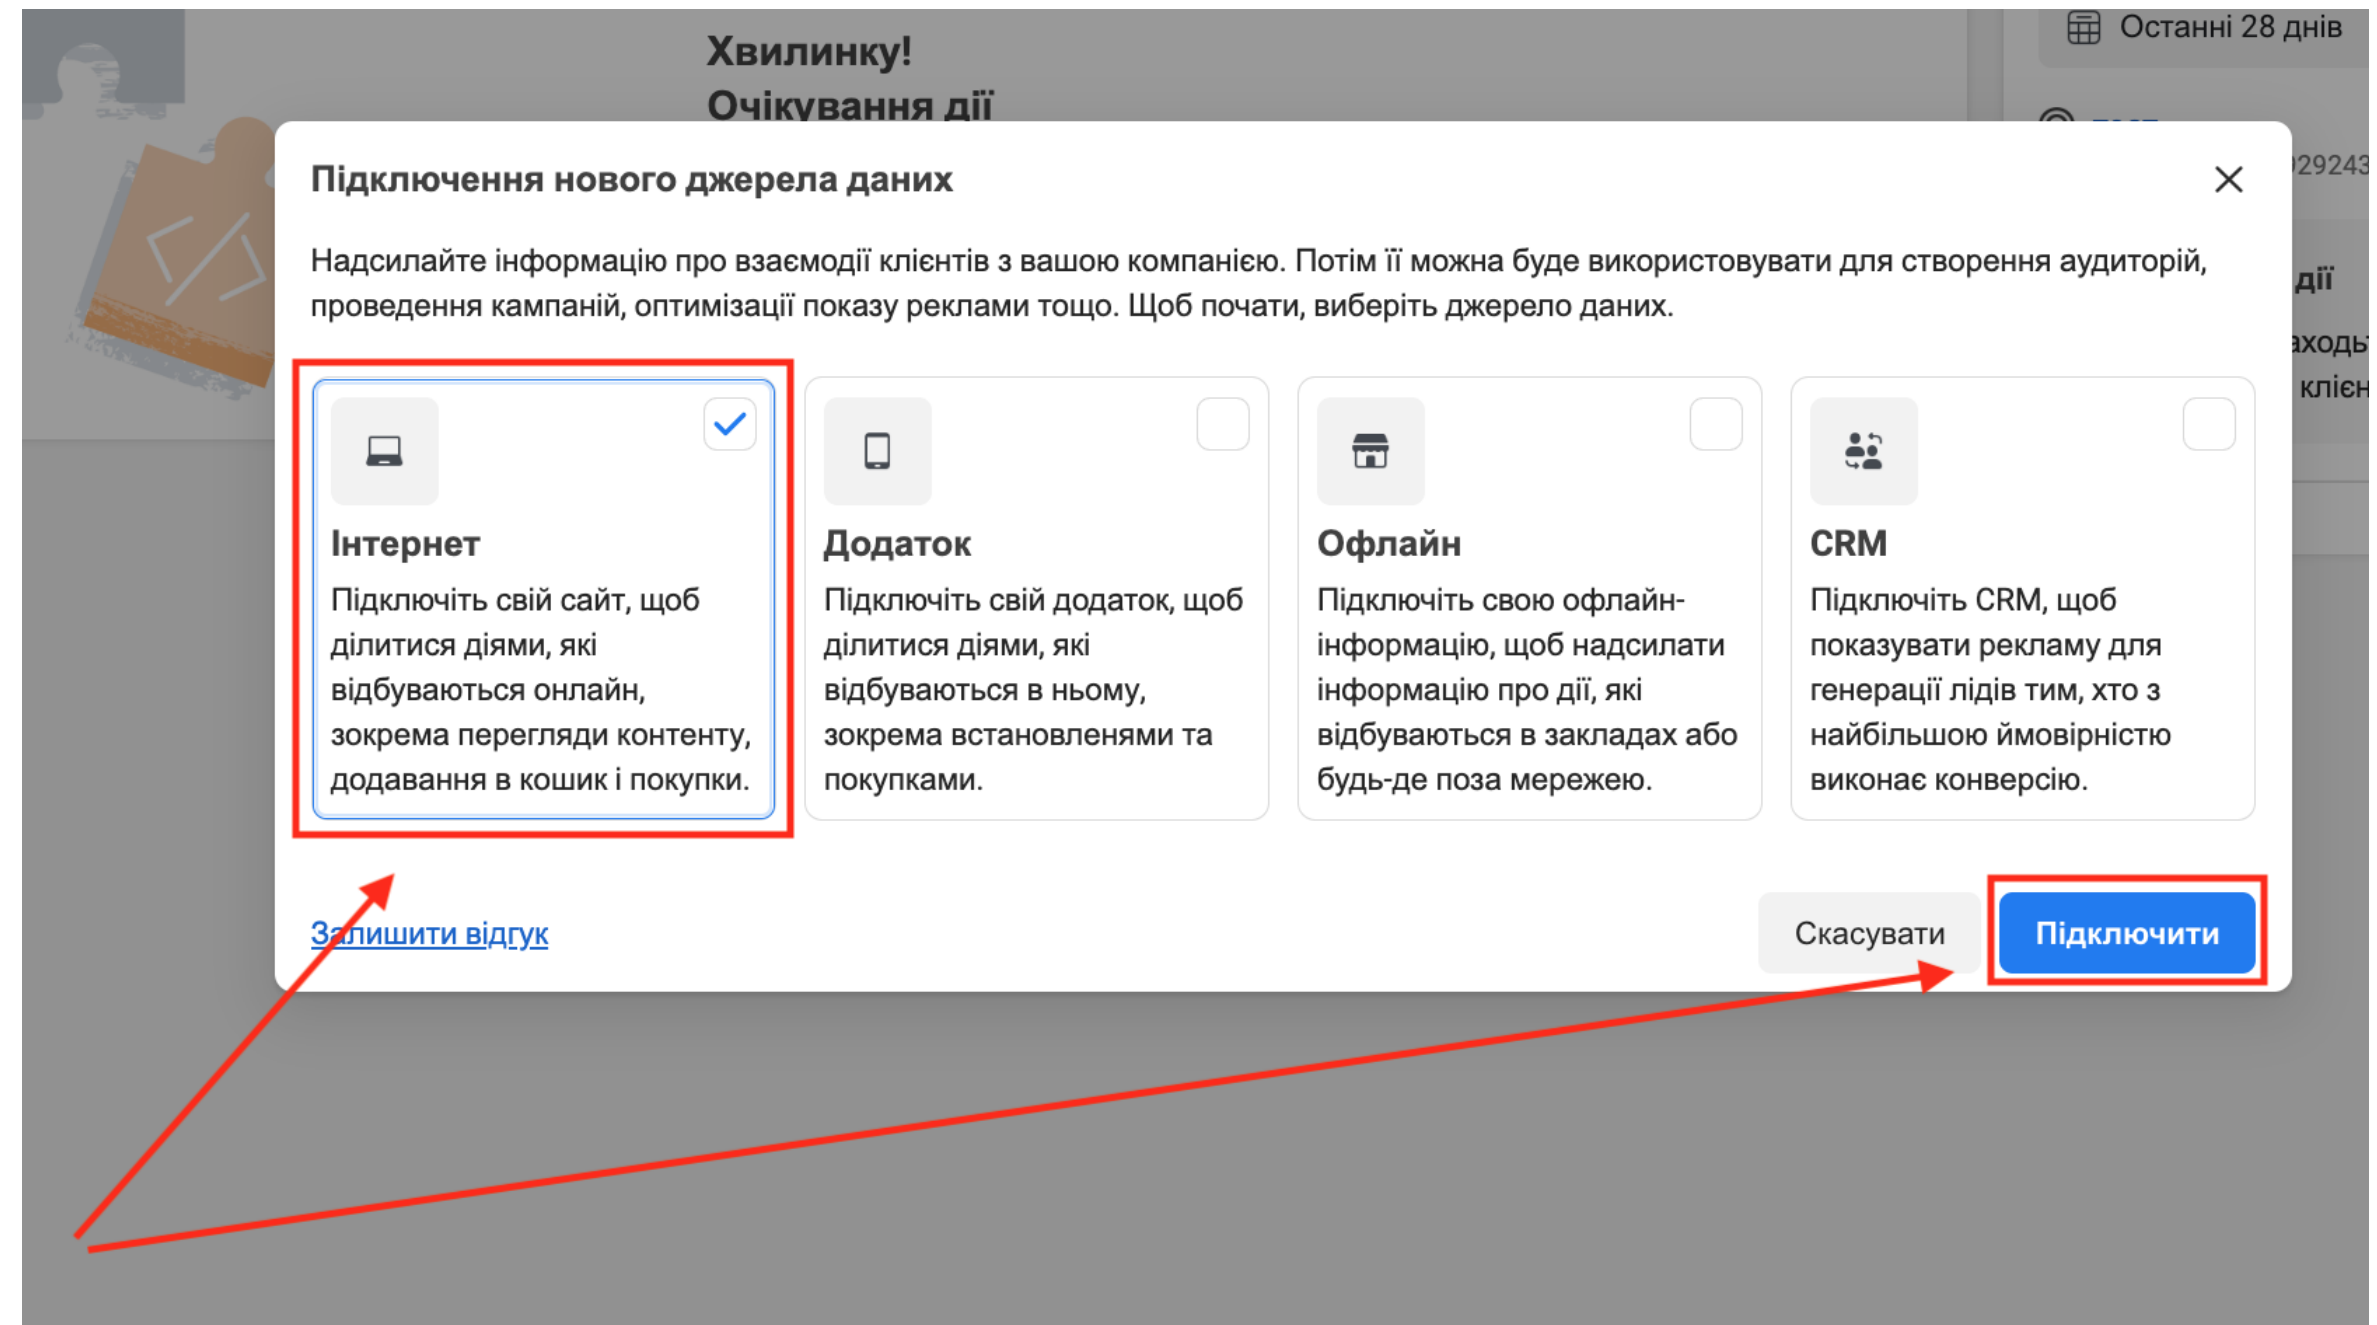 Хвилинку!
Очікування дії
Останні 28 днів
Підключення нового джерела даних
Надсилайте інформацію про взаємодії клієнтів з вашою компанією. Потім її можна буде використовувати для створення аудиторій,
проведення кампаній, оптимізації показу реклами тощо. Щоб почати, виберіть джерело даних.
дії
Інтернет
Підключіть свій сайт, щоб
ділитися діями, які
відбуваються онлайн,
зокрема перегляди контенту,
додавання в кошик і покупки.
Додаток
Підключіть свій додаток, щоб
ділитися діями, які
відбуваються в ньому,
зокрема встановленями та
покупками.
Офлайн
Підключіть свою офлайн-
інформацію, щоб надсилати
інформацію про дії, які
відбуваються в закладах або
будь-де поза мережею.
CRM
Підключіть CRM, щоб
показувати рекламу для
генерації лідів тим, хто з
найбільшою ймовірністю
виконає конверсію.
Залишити відгук
Скасувати
Підключити